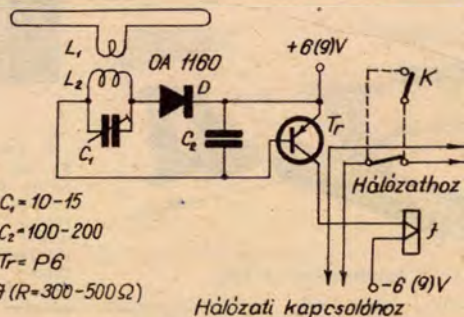 L₁
L₂
OA 1160
D
+6(9)V
K
C₁
C₂
Tr
Hálózathoz
C₁ = 10-15
C₂ = 100-200
Tr = P6
J (R = 300-500 Ω)
J
-6 (9)V
Hálózati kapcsolóhoz